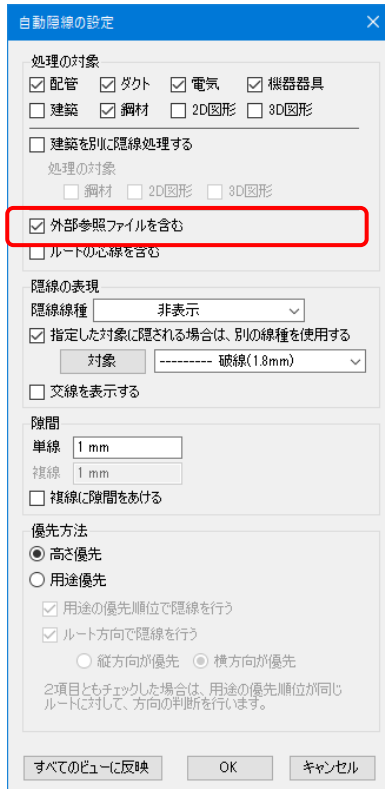 自動隠線の設定
処理の対象
配管 ダクト 電気 機器器具
建築 鋼材 2D図形 3D図形
建築を別に隠線処理する
処理の対象
鋼材 2D図形 3D図形
外部参照ファイルを含む
ルートの芯線を含む
隠線の表現
隠線線種 非表示
指定した対象に隠される場合は、別の線種を使用する
対象 --------- 破線(1.8mm)
交線を表示する
隙間
単線 1 mm
複線 1 mm
複線に隙間をあける
優先方法
高さ優先
用途優先
用途の優先順位で隠線を行う
ルート方向で隠線を行う
縦方向が優先 横方向が優先
2項目ともチェックした場合は、用途の優先順位が同じ
ルートに対して、方向の判断を行います。
すべてのビューに反映 OK キャンセル